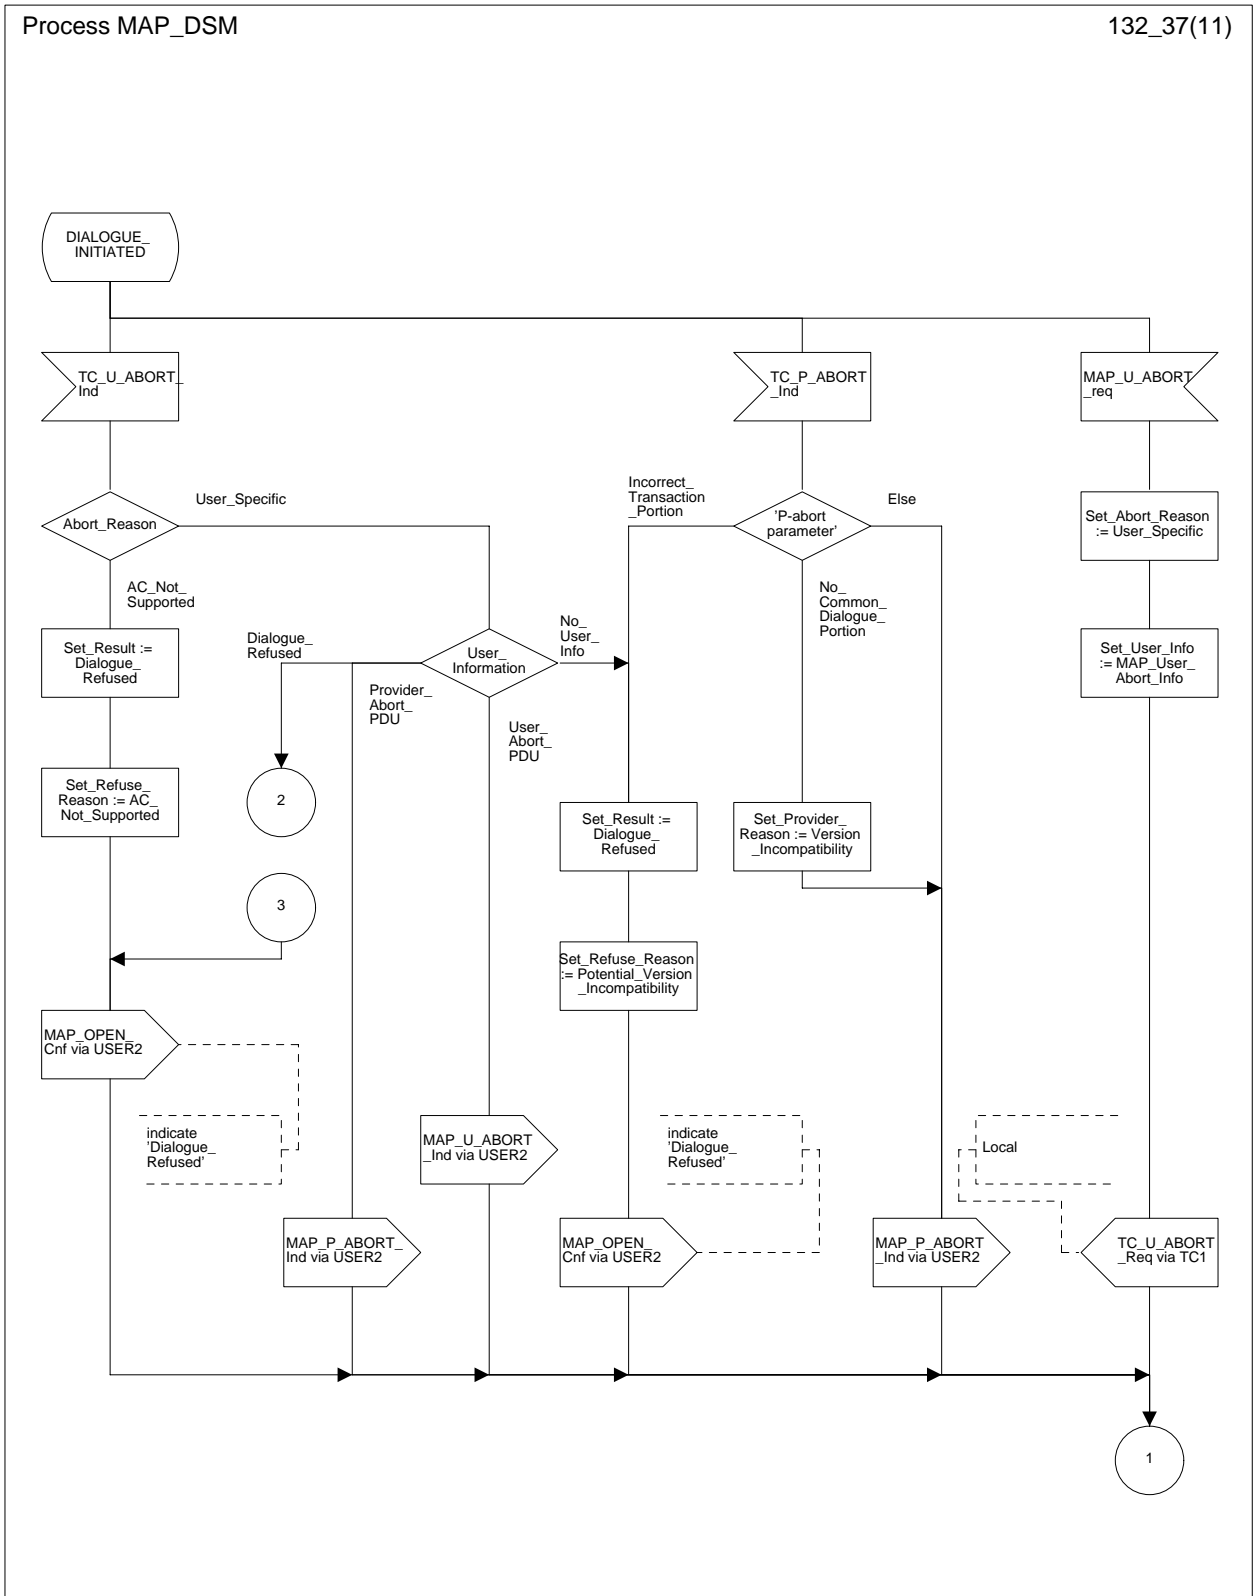 Process MAP_DSM
132_37(11)
DIALOGUE_
INITIATED
TC_U_ABORT_
Ind
TC_P_ABORT
_Ind
MAP_U_ABORT
_req
Abort_Reason
User_Specific
Incorrect_
Transaction
_Portion
'P-abort
parameter'
Else
Set_Abort_Reason
:= User_Specific
AC_Not_
Supported
No_
Common_
Dialogue_
Portion
Set_Result :=
Dialogue_
Refused
Dialogue_
Refused
User_
Information
No_
User_
Info
Set_User_Info
:= MAP_User_
Abort_Info
Provider_
Abort_
PDU
User_
Abort_
PDU
Set_Refuse_
Reason := AC_
Not_Supported
2
Set_Result :=
Dialogue_
Refused
Set_Provider_
Reason := Version
_Incompatibility
3
Set_Refuse_Reason
:= Potential_Version
_Incompatibility
MAP_OPEN_
Cnf via USER2
indicate
'Dialogue_
Refused'
MAP_U_ABORT
_Ind via USER2
indicate
'Dialogue_
Refused'
Local
MAP_P_ABORT_
Ind via USER2
MAP_OPEN_
Cnf via USER2
MAP_P_ABORT
_Ind via USER2
TC_U_ABORT
_Req via TC1
1